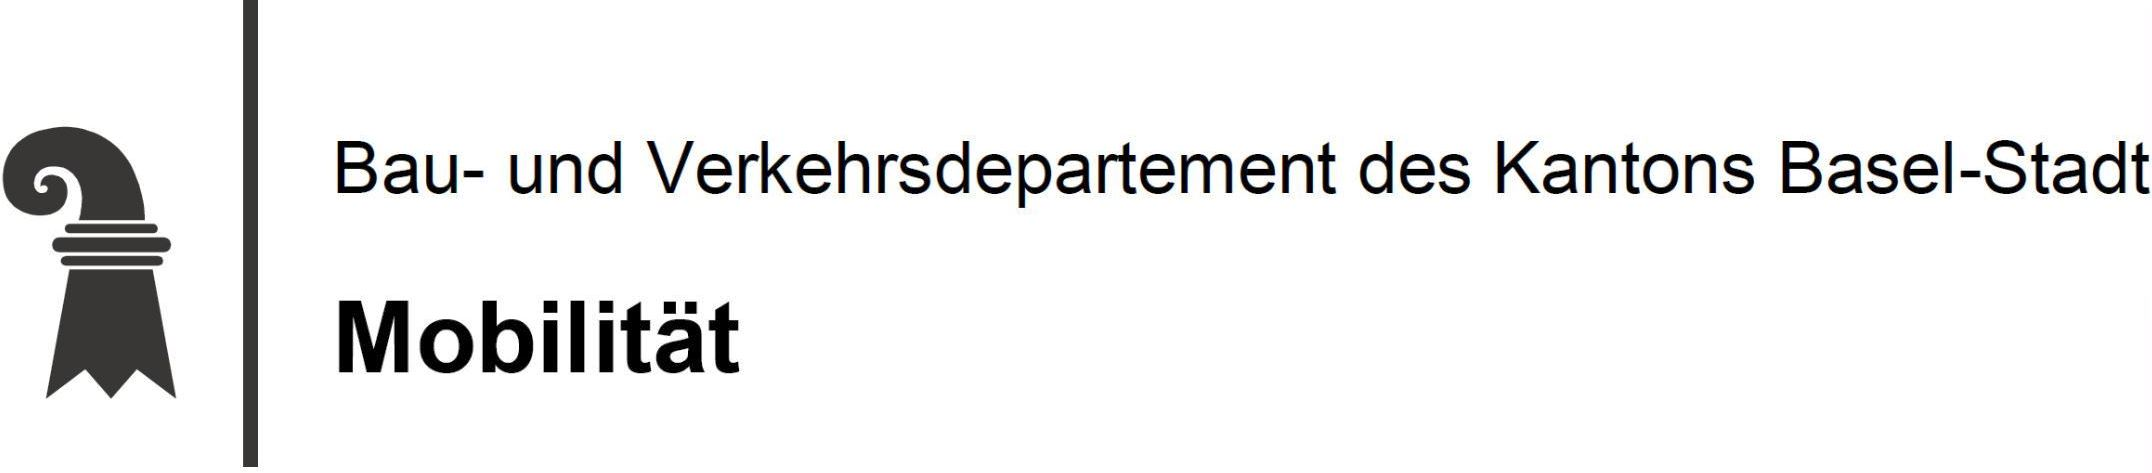 Bau- und Verkehrsdepartement des Kantons Basel-Stadt
Mobilität